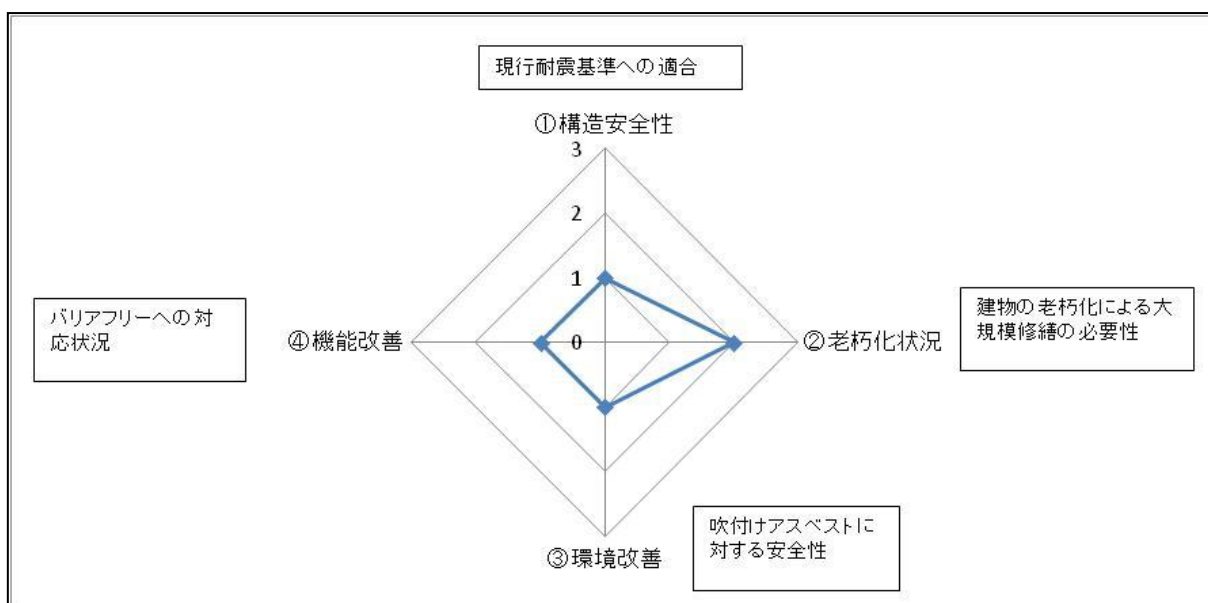 現行耐震基準への適合
①構造安全性
3
2
1
0
バリアフリーへの対
応状況
④機能改善
②老朽化状況
建物の老朽化による大
規模修繕の必要性
吹付けアスベストに
対する安全性
③環境改善